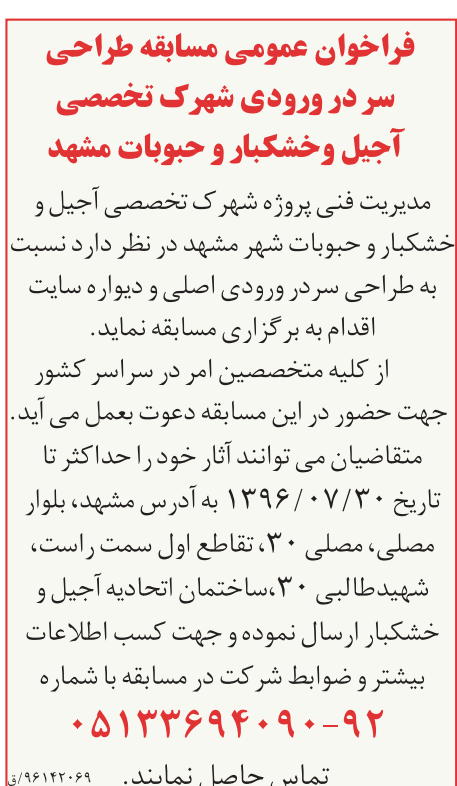 فراخوان عمومی مسابقه طراحی
سر در ورودی شهرک تخصصی
آجیل وخشکبار و حبوبات مشهد
مدیریت فنی پروژه شهرک تخصصی آجیل و
خشکبار و حبوبات شهر مشهد در نظر دارد نسبت
به طراحی سردر ورودی اصلی و دیواره سایت
اقدام به برگزاری مسابقه نماید.
از کلیه متخصصین امر در سراسر کشور
جهت حضور در این مسابقه دعوت بعمل می آید.
متقاضیان می توانند آثار خود را حداکثر تا
تاریخ ۱۳۹۶/۰۷/۳۰ به آدرس مشهد، بلوار
مصلی، مصلی ۳۰، تقاطع اول سمت راست،
شهیدطالبی ۳۰،ساختمان اتحادیه آجیل و
خشکبار ارسال نموده و جهت کسب اطلاعات
بیشتر و ضوابط شرکت در مسابقه با شماره
۰۵۱۳۳۶۹۴۰۹۰-۹۲
تماس حاصل نمایند.
۹۶۱۴۲۰۶۹/ق